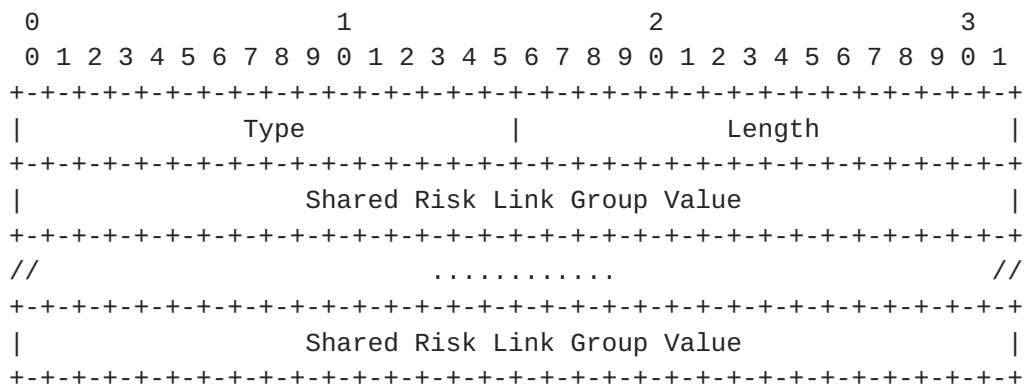 0                   1                   2                   3
 0 1 2 3 4 5 6 7 8 9 0 1 2 3 4 5 6 7 8 9 0 1 2 3 4 5 6 7 8 9 0 1
+-+-+-+-+-+-+-+-+-+-+-+-+-+-+-+-+-+-+-+-+-+-+-+-+-+-+-+-+-+-+-+-+
|              Type             |             Length            |
+-+-+-+-+-+-+-+-+-+-+-+-+-+-+-+-+-+-+-+-+-+-+-+-+-+-+-+-+-+-+-+-+
|                  Shared Risk Link Group Value                 |
+-+-+-+-+-+-+-+-+-+-+-+-+-+-+-+-+-+-+-+-+-+-+-+-+-+-+-+-+-+-+-+-+
//                         ............                        //
+-+-+-+-+-+-+-+-+-+-+-+-+-+-+-+-+-+-+-+-+-+-+-+-+-+-+-+-+-+-+-+-+
|                  Shared Risk Link Group Value                 |
+-+-+-+-+-+-+-+-+-+-+-+-+-+-+-+-+-+-+-+-+-+-+-+-+-+-+-+-+-+-+-+-+